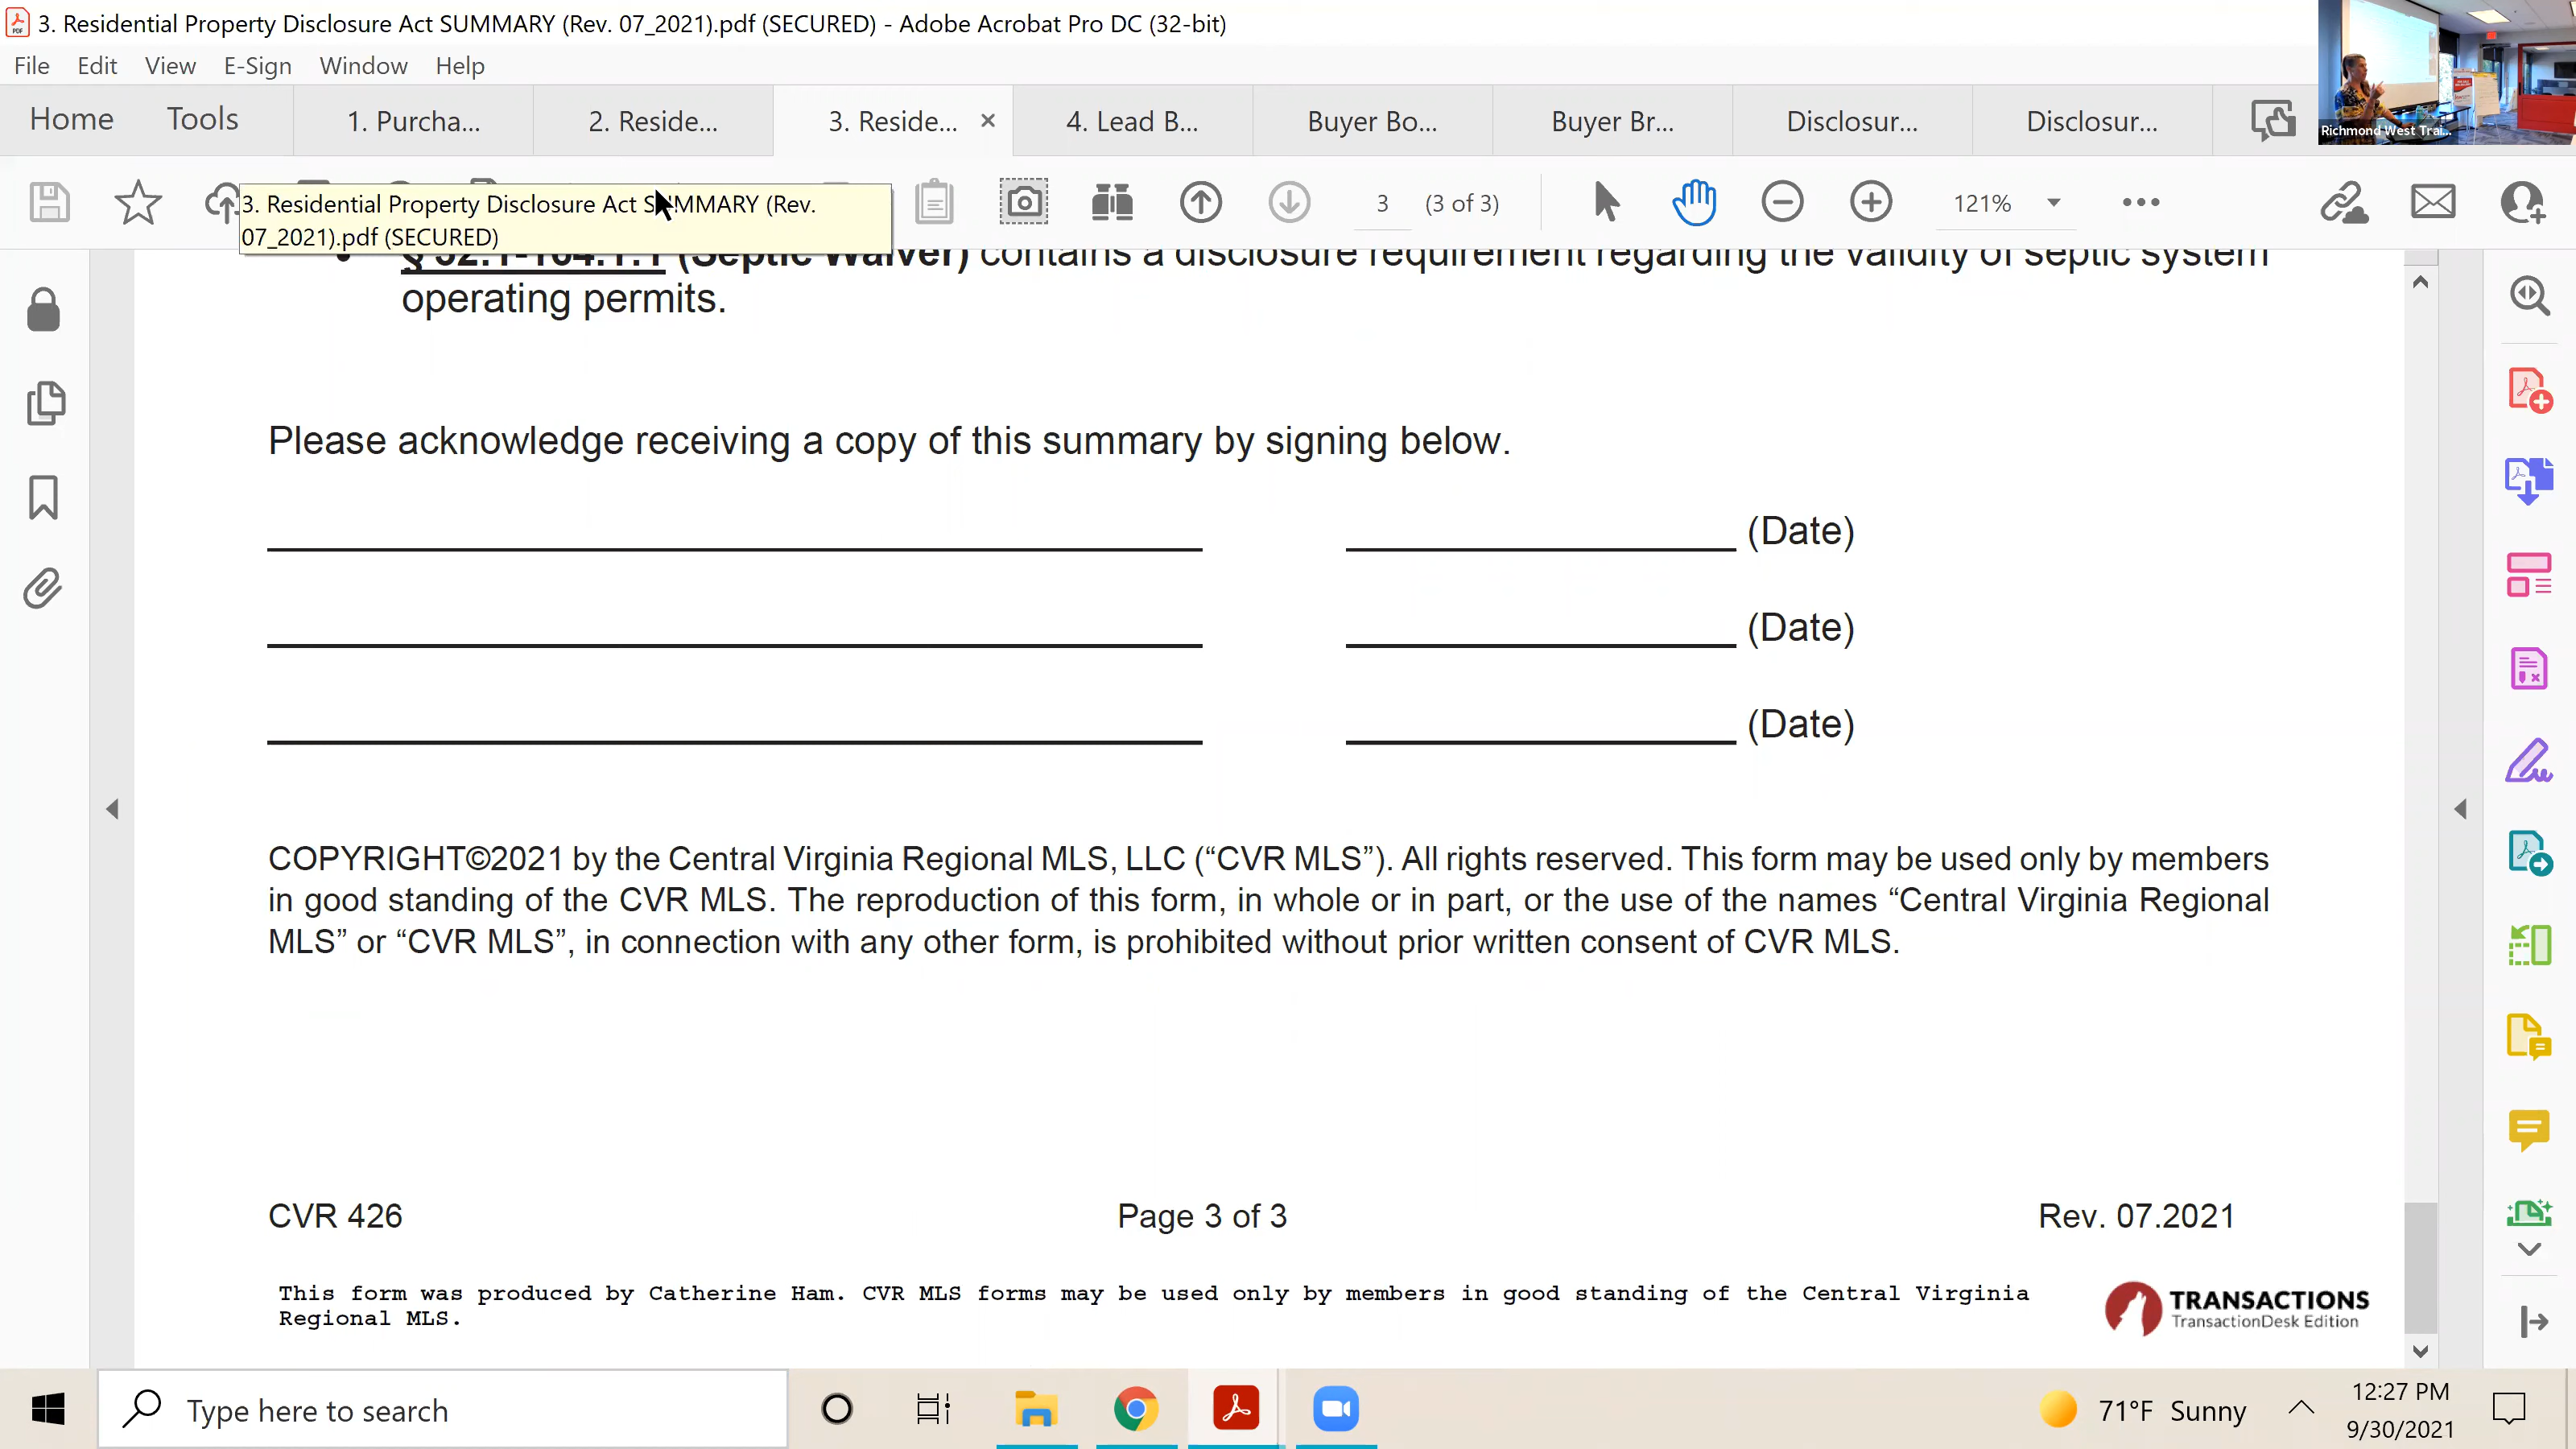 3. Residential Property Disclosure Act SUMMARY (Rev. 07_2021).pdf (SECURED) - Adobe Acrobat Pro DC (32-bit)
File Edit View E-Sign Window Help
Home Tools 1. Purcha... 2. Reside... 3. Reside... 4. Lead B... Buyer Bo... Buyer Br... Disclosur... Disclosur...
Richmond West Trai...
3 (3 of 3) 121%
3. Residential Property Disclosure Act SUMMARY (Rev.
07_2021).pdf (SECURED)
§ 32.1-164.1:1 (Septic Waiver) contains a disclosure requirement regarding the validity of septic system
operating permits.
Please acknowledge receiving a copy of this summary by signing below.
(Date)
(Date)
(Date)
COPYRIGHT©2021 by the Central Virginia Regional MLS, LLC (“CVR MLS”). All rights reserved. This form may be used only by members
in good standing of the CVR MLS. The reproduction of this form, in whole or in part, or the use of the names “Central Virginia Regional
MLS” or “CVR MLS”, in connection with any other form, is prohibited without prior written consent of CVR MLS.
CVR 426 Page 3 of 3 Rev. 07.2021
This form was produced by Catherine Ham. CVR MLS forms may be used only by members in good standing of the Central Virginia
Regional MLS.
TRANSACTIONS
TransactionDesk Edition
Type here to search
71°F Sunny
12:27 PM
9/30/2021